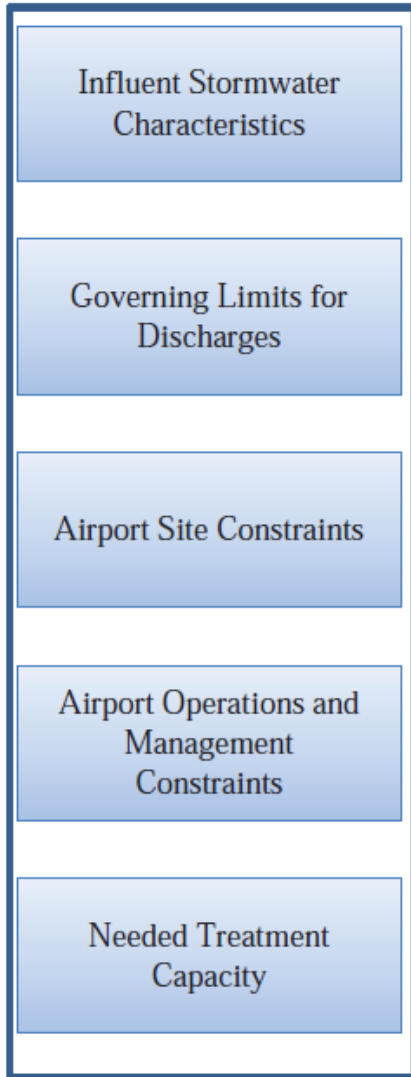 Influent Stormwater
Characteristics
Governing Limits for
Discharges
Airport Site Constraints
Airport Operations and
Management
Constraints
Needed Treatment
Capacity